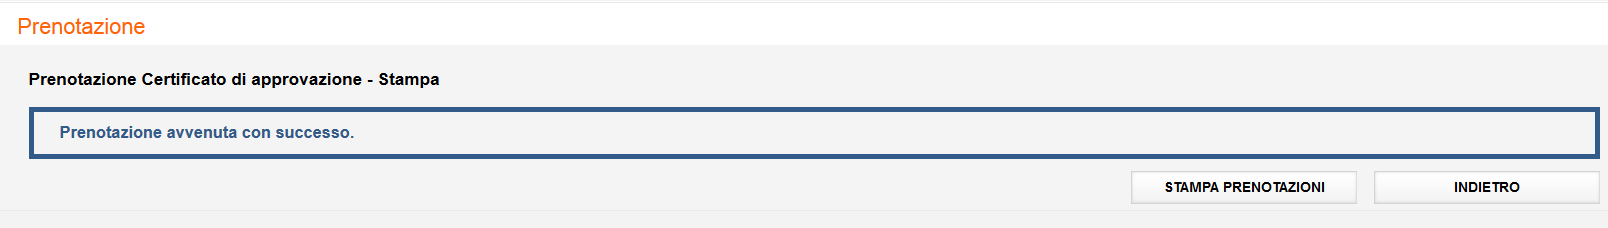 Prenotazione
Prenotazione Certificato di approvazione - Stampa
Prenotazione avvenuta con successo.
STAMPA PRENOTAZIONI
INDIETRO